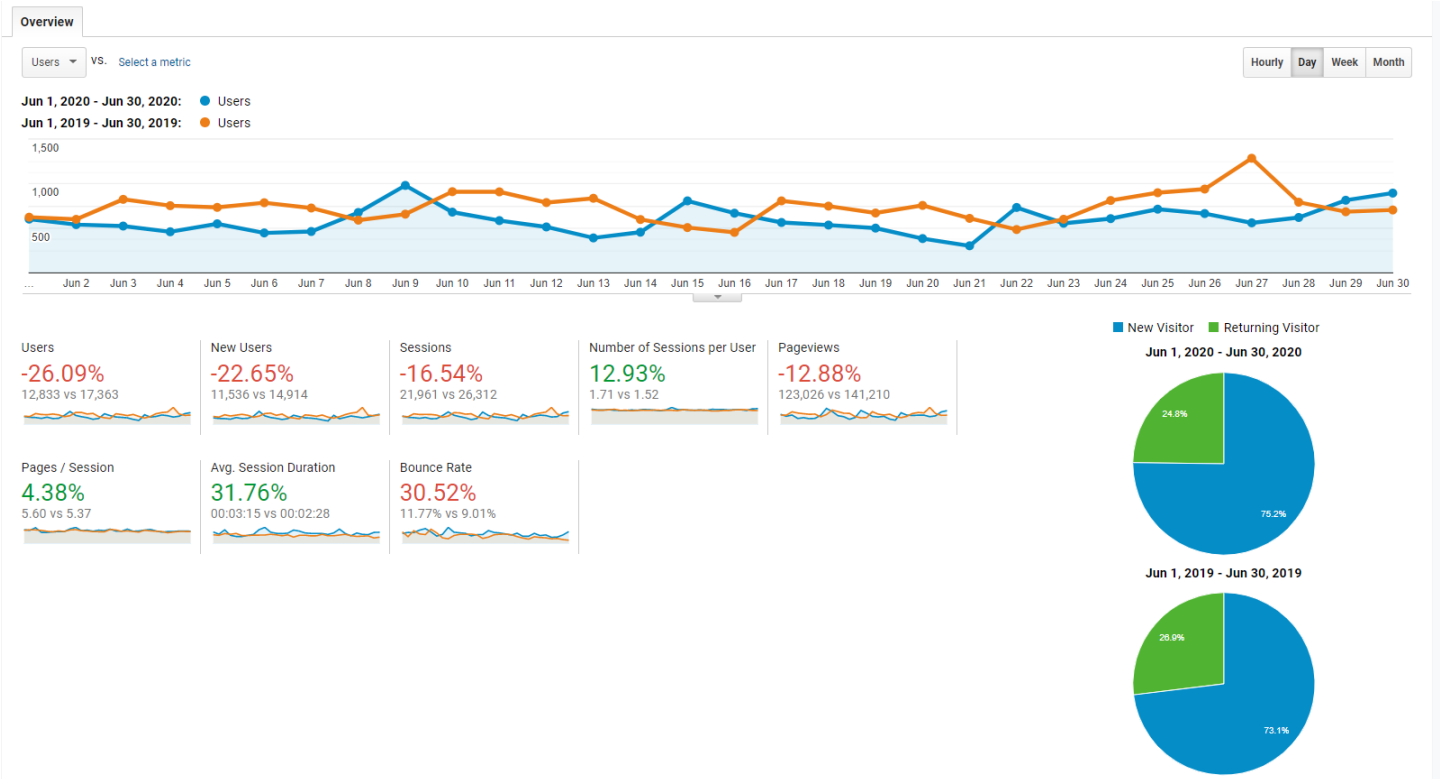 Overview
Users vs. Select a metric
Hourly Day Week Month
Jun 1, 2020 - Jun 30, 2020: Users
Jun 1, 2019 - Jun 30, 2019: Users
1,500
1,000
500
... Jun 2 Jun 3 Jun 4 Jun 5 Jun 6 Jun 7 Jun 8 Jun 9 Jun 10 Jun 11 Jun 12 Jun 13 Jun 14 Jun 15 Jun 16 Jun 17 Jun 18 Jun 19 Jun 20 Jun 21 Jun 22 Jun 23 Jun 24 Jun 25 Jun 26 Jun 27 Jun 28 Jun 29 Jun 30
Users
-26.09%
12,833 vs 17,363
New Users
-22.65%
11,536 vs 14,914
Sessions
-16.54%
21,961 vs 26,312
Number of Sessions per User
12.93%
1.71 vs 1.52
Pageviews
-12.88%
123,026 vs 141,210
Pages / Session
4.38%
5.60 vs 5.37
Avg. Session Duration
31.76%
00:03:15 vs 00:02:28
Bounce Rate
30.52%
11.77% vs 9.01%
New Visitor Returning Visitor
Jun 1, 2020 - Jun 30, 2020
24.8%
75.2%
Jun 1, 2019 - Jun 30, 2019
26.9%
73.1%